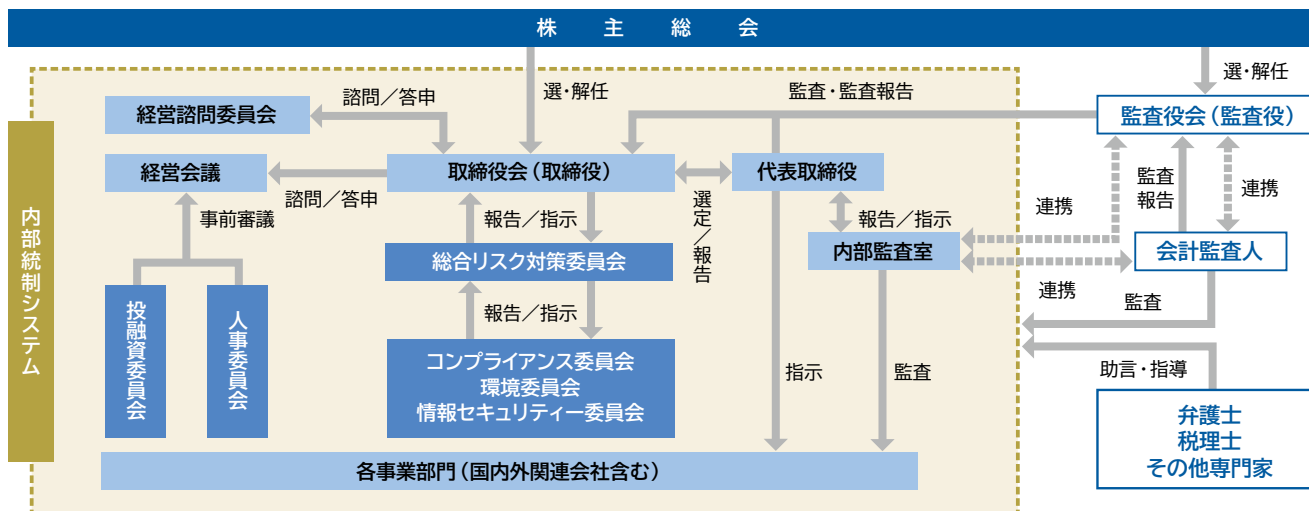 株主総会
選・解任
監査・監査報告
選・解任
諮問／答申
経営諮問委員会
監査役会（監査役）
経営会議
取締役会（取締役）
代表取締役
諮問／答申
選定／報告
監査
報告
連携
連携
事前審議
報告／指示
報告／指示
内部監査室
会計監査人
総合リスク対策委員会
連携
監査
内部統制システム
投融資委員会
人事委員会
報告／指示
コンプライアンス委員会
環境委員会
情報セキュリティー委員会
指示
監査
助言・指導
弁護士
税理士
その他専門家
各事業部門（国内外関連会社含む）